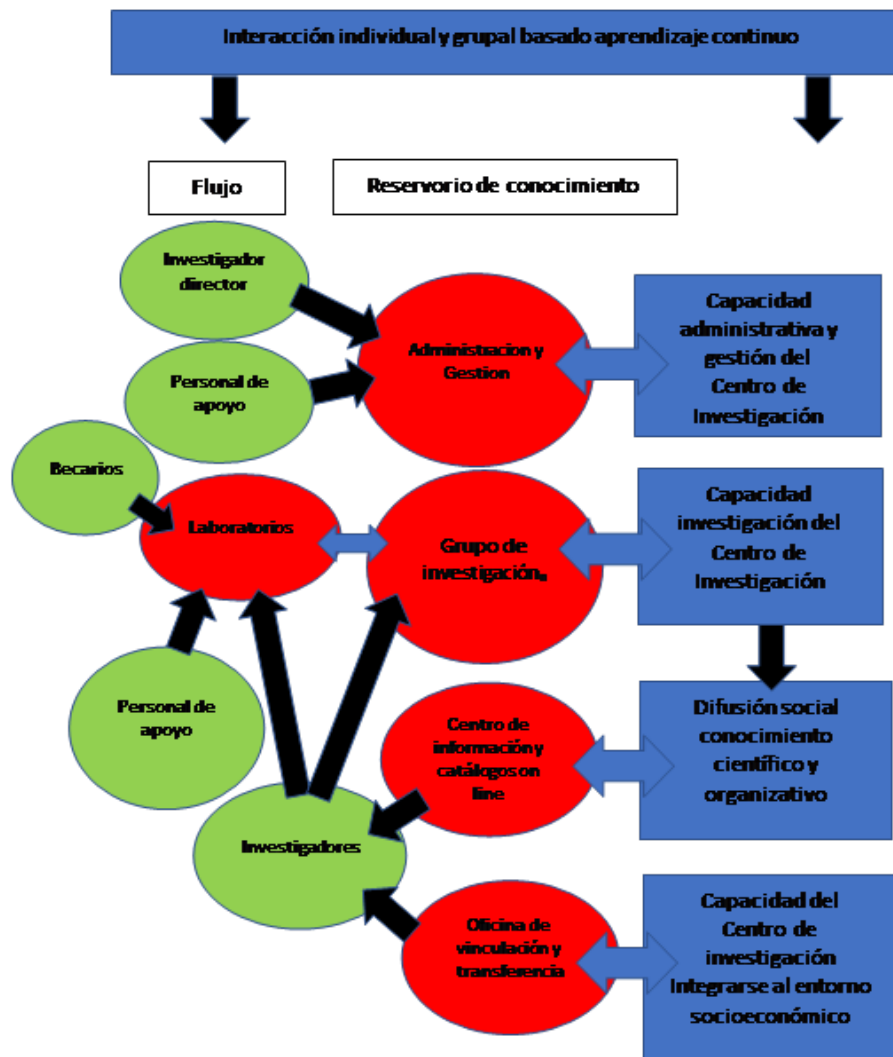 Interacción individual y grupal basado aprendizaje continuo
Flujo
Reservorio de conocimiento
Investigador
director
Administracion y
Gestion
Capacidad
administrativa y
gestión del
Centro de
Investigación
Personal de
apoyo
Becarios
Laboratorios
Grupo de
investigación
Capacidad
investigación del
Centro de
Investigación
Personal de
apoyo
Centro de
información y
catálogos on
line
Difusión social
conocimiento
científico y
organizativo
Investigadores
Oficina de
vinculación y
transferencia
Capacidad del
Centro de
investigación
Integrarse al entorno
socioeconómico